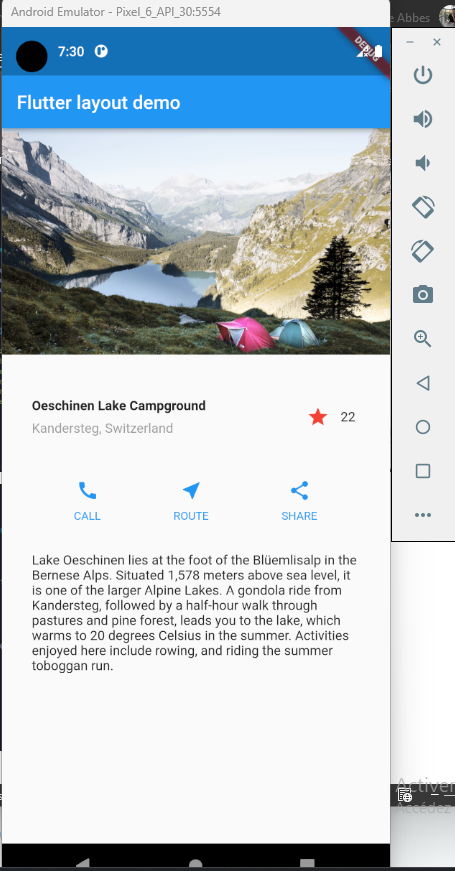 Android Emulator - Pixel_6_API_30:5554
e Abbes
7:30
DEBUG
Flutter layout demo
Oeschinen Lake Campground
Kandersteg, Switzerland
22
CALL
ROUTE
SHARE
Lake Oeschinen lies at the foot of the Blüemlisalp in the
Bernese Alps. Situated 1,578 meters above sea level, it
is one of the larger Alpine Lakes. A gondola ride from
Kandersteg, followed by a half-hour walk through
pastures and pine forest, leads you to the lake, which
warms to 20 degrees Celsius in the summer. Activities
enjoyed here include rowing, and riding the summer
toboggan run.
Activer
Accédez